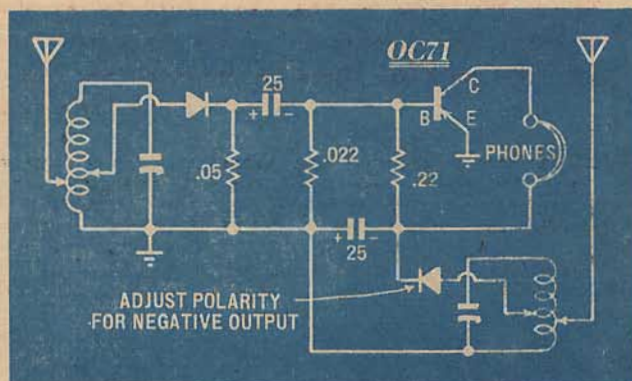 OC71
25
+ -
C
B
E
PHONES
.05
.022
.22
+ -
25
ADJUST POLARITY
FOR NEGATIVE OUTPUT